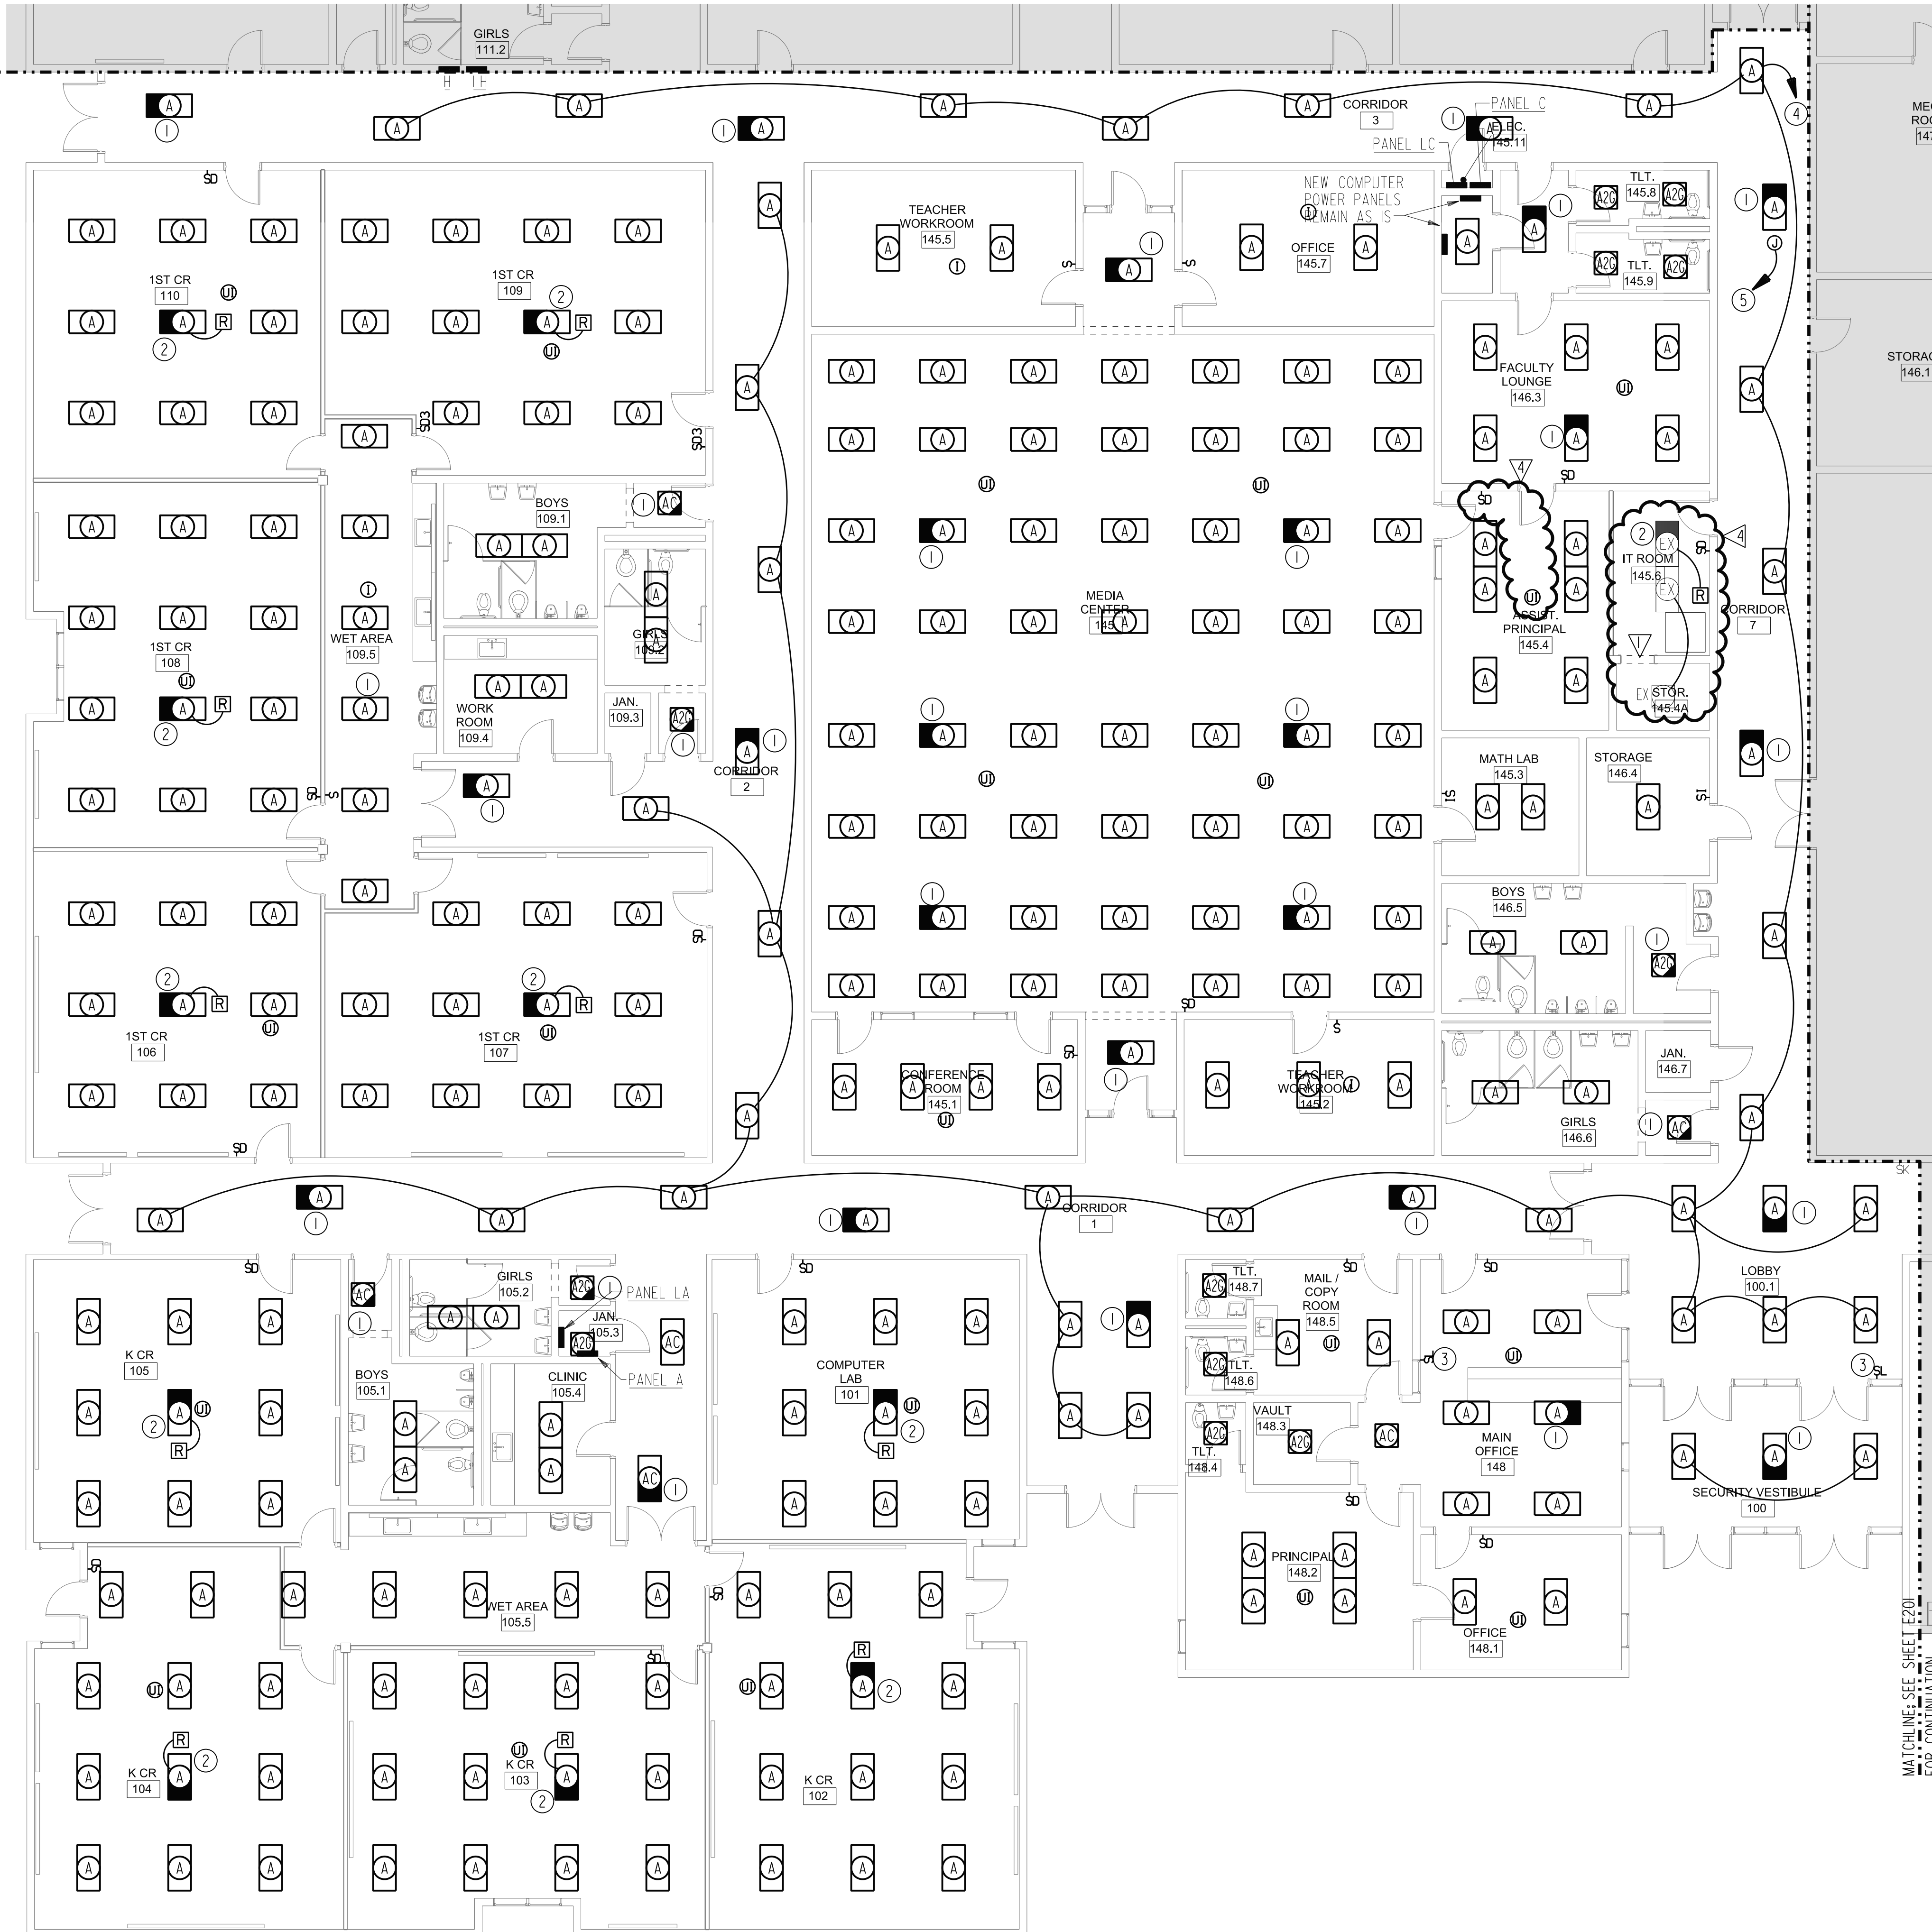 GIRLS
111.2
H LH
CORRIDOR
3
PANEL C
PANEL LC
ELEC.
145.11
NEW COMPUTER
POWER PANELS
REMAIN AS IS
TLT.
145.8
TLT.
145.9
4
5
1ST CR
110
1ST CR
109
TEACHER
WORKROOM
145.5
OFFICE
145.7
FACULTY
LOUNGE
146.3
BOYS
109.1
GIRLS
109.2
WET AREA
109.5
1ST CR
108
WORK
ROOM
109.4
JAN.
109.3
CORRIDOR
2
MEDIA
CENTER
IT ROOM
145.6
ASSIST.
PRINCIPAL
145.4
STOR.
145.4A
CORRIDOR
7
MATH LAB
145.3
STORAGE
146.4
BOYS
146.5
1ST CR
106
1ST CR
107
CONFERENCE
ROOM
145.1
TEACHER
WORKROOM
145.2
JAN.
146.7
GIRLS
146.6
SK
CORRIDOR
1
LOBBY
100.1
GIRLS
105.2
PANEL LA
JAN.
105.3
PANEL A
K CR
105
BOYS
105.1
CLINIC
105.4
COMPUTER
LAB
101
TLT.
148.7
MAIL /
COPY
ROOM
148.5
TLT.
148.6
VAULT
148.3
TLT.
148.4
MAIN
OFFICE
148
SECURITY VESTIBULE
100
PRINCIPAL
148.2
OFFICE
148.1
WET AREA
105.5
K CR
104
K CR
103
K CR
102
MATCHLINE; SEE SHEET E201
FOR CONTINUATION